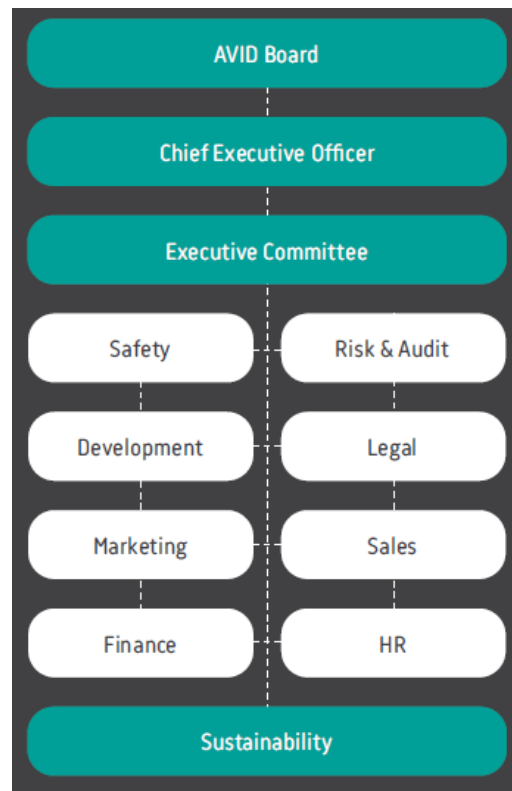 AVID Board
Chief Executive Officer
Executive Committee
Safety
Risk & Audit
Development
Legal
Marketing
Sales
Finance
HR
Sustainability